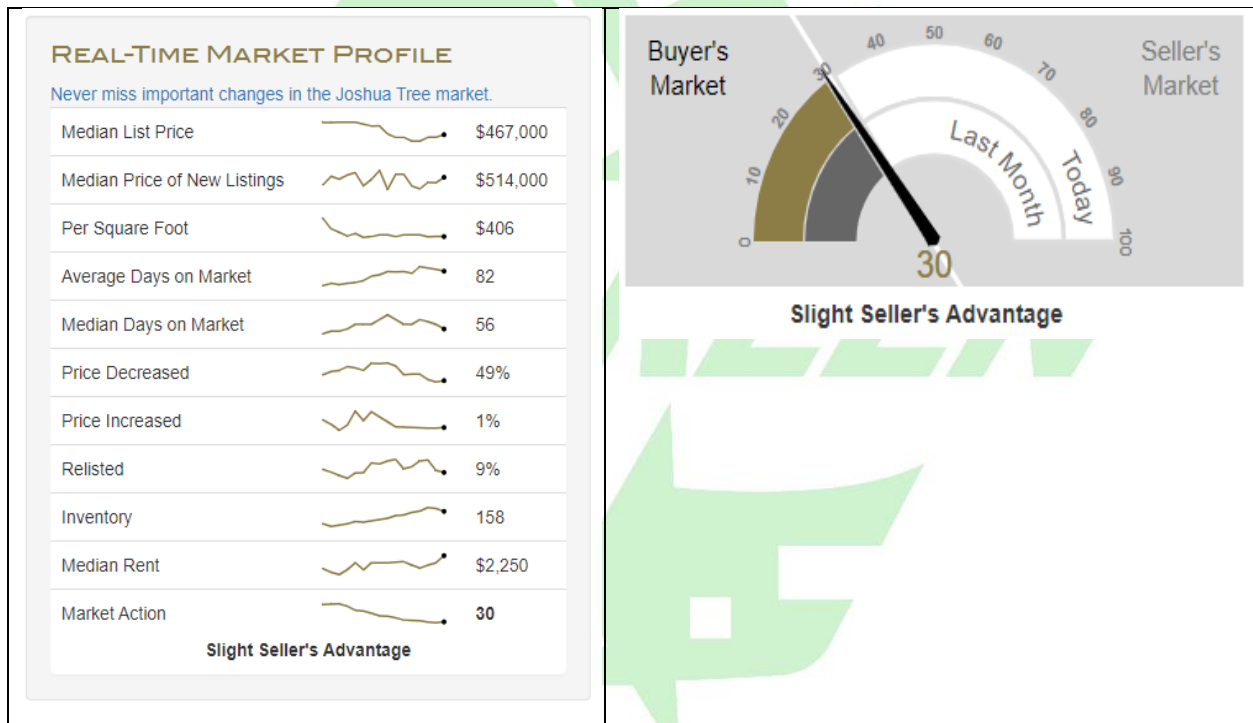 REAL-TIME MARKET PROFILE
Never miss important changes in the Joshua Tree market.
Median List Price $467,000
Median Price of New Listings $514,000
Per Square Foot $406
Average Days on Market 82
Median Days on Market 56
Price Decreased 49%
Price Increased 1%
Relisted 9%
Inventory 158
Median Rent $2,250
Market Action 30
Slight Seller's Advantage
Buyer's
Market
Seller's
Market
0
10
20
30
40
50
60
70
80
90
100
Last Month
Today
30
Slight Seller's Advantage